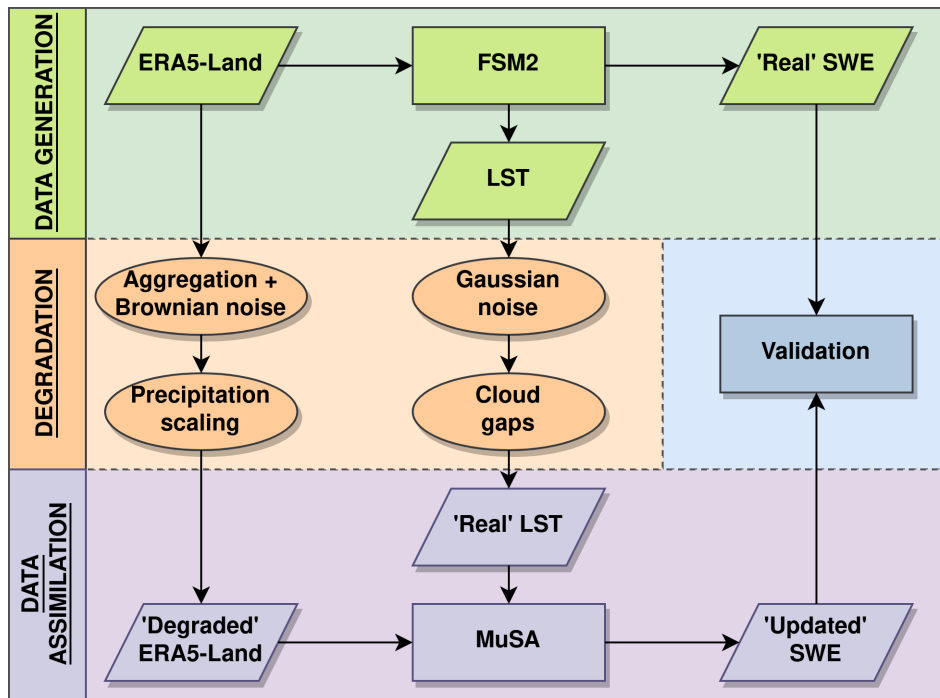 DATA GENERATION
ERA5-Land
FSM2
'Real' SWE
LST
DEGRADATION
Aggregation +
Brownian noise
Gaussian
noise
Validation
Precipitation
scaling
Cloud
gaps
DATA
ASSIMILATION
'Real' LST
'Degraded'
ERA5-Land
MuSA
'Updated'
SWE